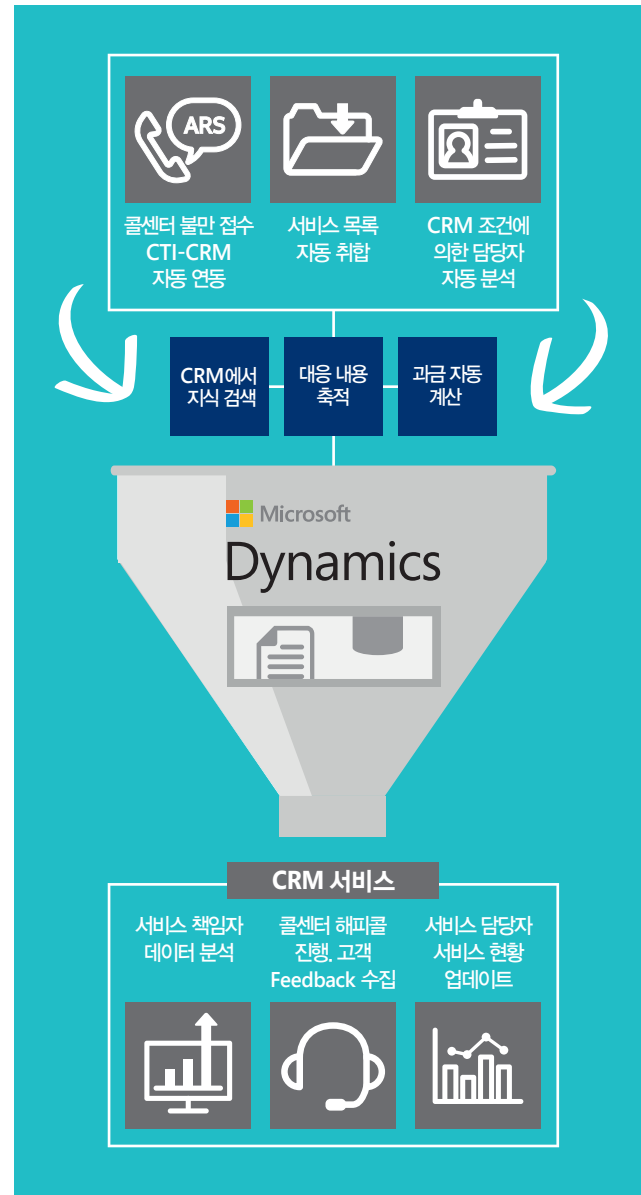 ARS
콜센터 불만 접수
CTI-CRM
자동 연동
서비스 목록
자동 취합
CRM 조건에
의한 담당자
자동 분석
CRM에서
지식 검색
대응 내용
축적
과금 자동
계산
Microsoft
Dynamics
CRM 서비스
서비스 책임자
데이터 분석
콜센터 해피콜
진행. 고객
Feedback 수집
서비스 담당자
서비스 현황
업데이트